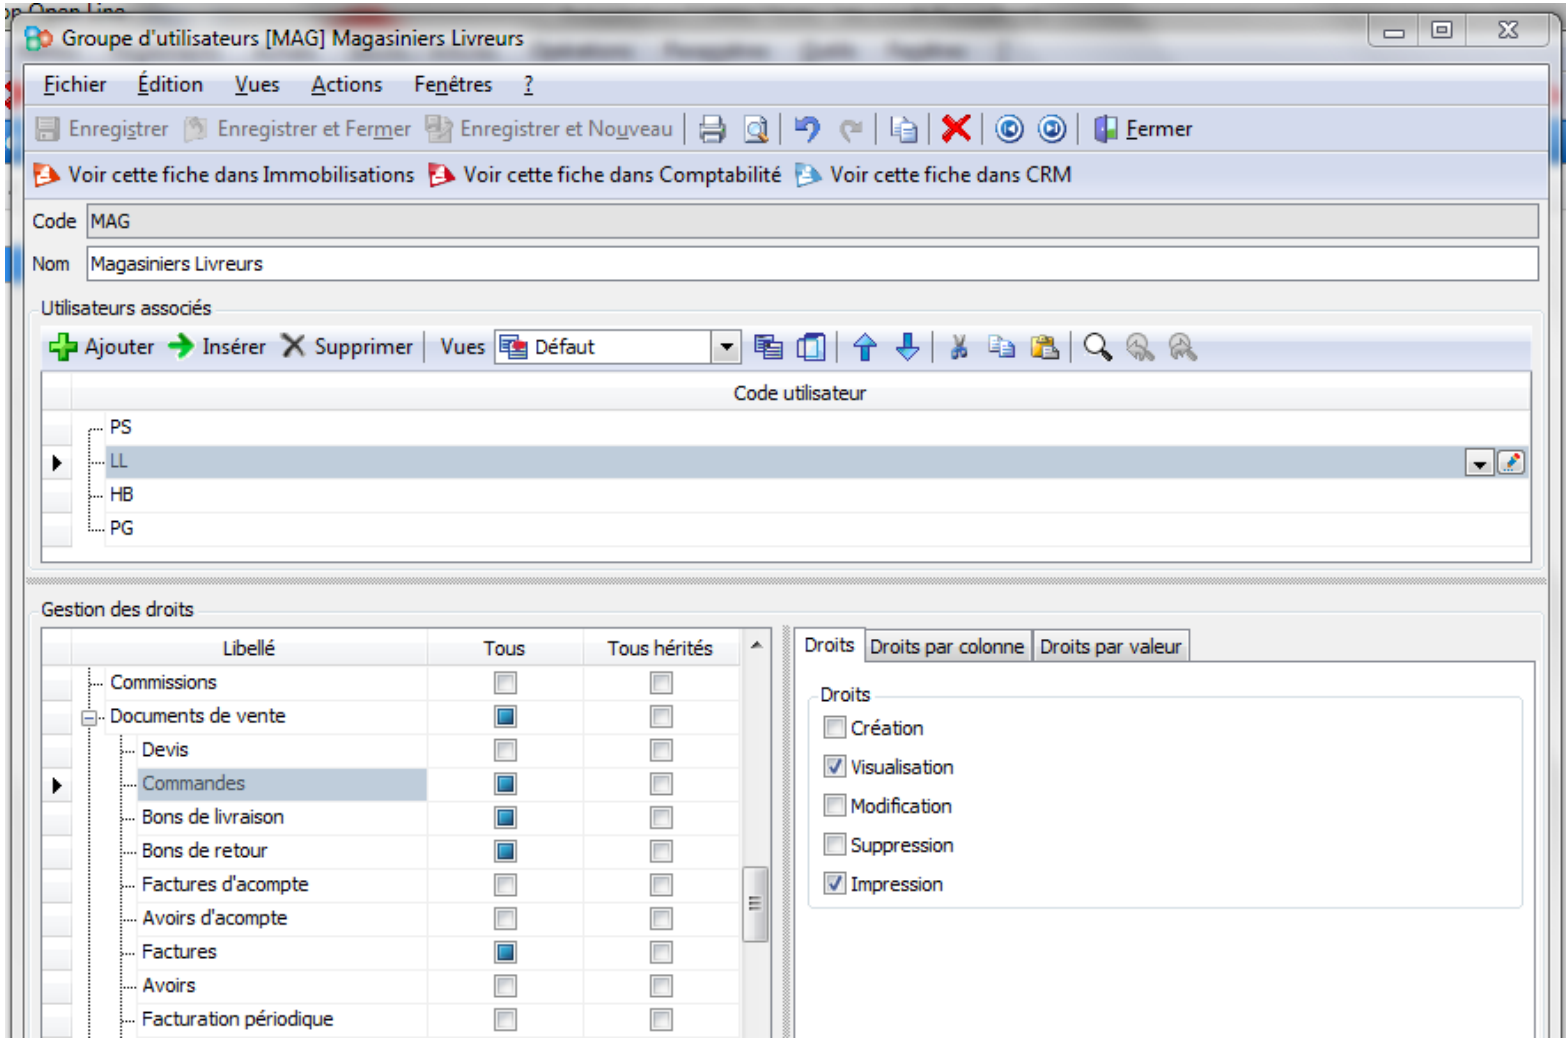 Groupe d'utilisateurs [MAG] Magasiniers Livreurs
Fichier Édition Vues Actions Fenêtres ?
Enregistrer Enregistrer et Fermer Enregistrer et Nouveau Fermer
Voir cette fiche dans Immobilisations Voir cette fiche dans Comptabilité Voir cette fiche dans CRM
Code MAG
Nom Magasiniers Livreurs
Utilisateurs associés
Ajouter Insérer Supprimer Vues Défaut
Code utilisateur
PS
LL
HB
PG
Gestion des droits
Libellé Tous Tous hérités
Commissions
Documents de vente
Devis
Commandes
Bons de livraison
Bons de retour
Factures d'acompte
Avoirs d'acompte
Factures
Avoirs
Facturation périodique
Droits Droits par colonne Droits par valeur
Droits
Création
Visualisation
Modification
Suppression
Impression